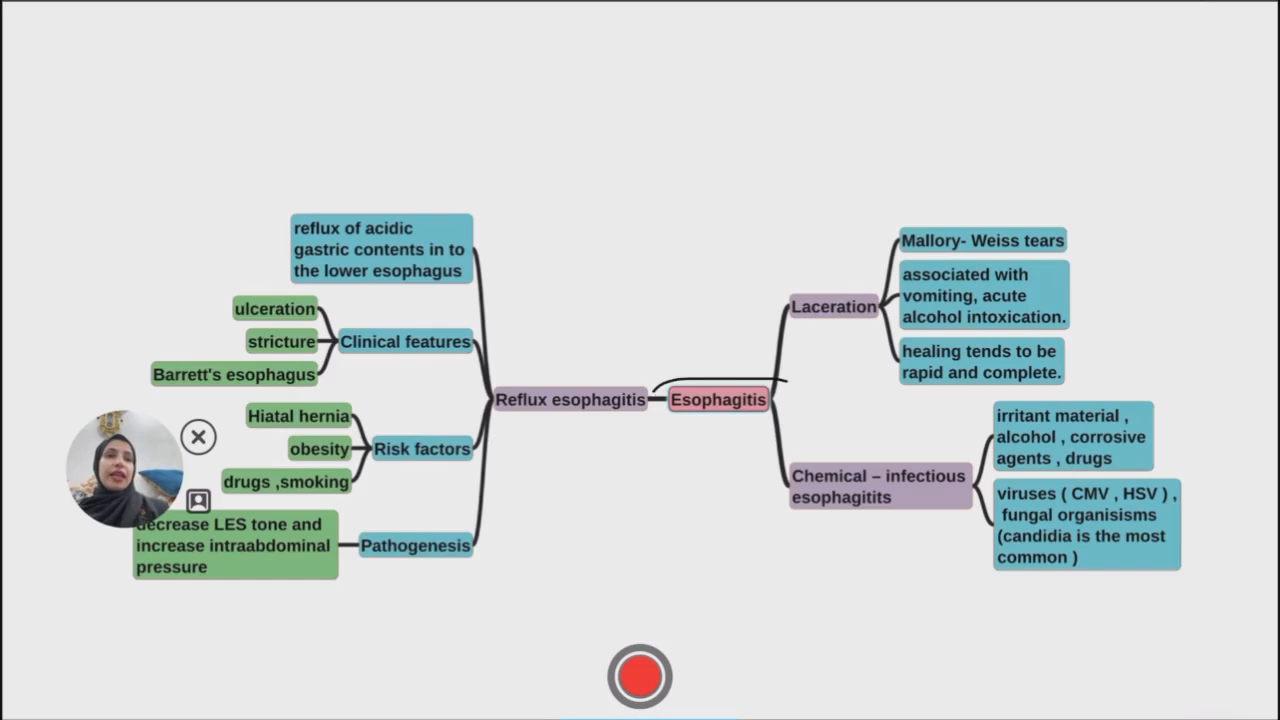 reflux of acidic
gastric contents in to
the lower esophagus
ulceration
stricture
Barrett's esophagus
Clinical features
Hiatal hernia
obesity
drugs ,smoking
Risk factors
decrease LES tone and
increase intraabdominal
pressure
Pathogenesis
Reflux esophagitis
Esophagitis
Laceration
Mallory- Weiss tears
associated with
vomiting, acute
alcohol intoxication.
healing tends to be
rapid and complete.
Chemical – infectious
esophagitits
irritant material ,
alcohol , corrosive
agents , drugs
viruses ( CMV , HSV ) ,
fungal organisisms
(candidia is the most
common )